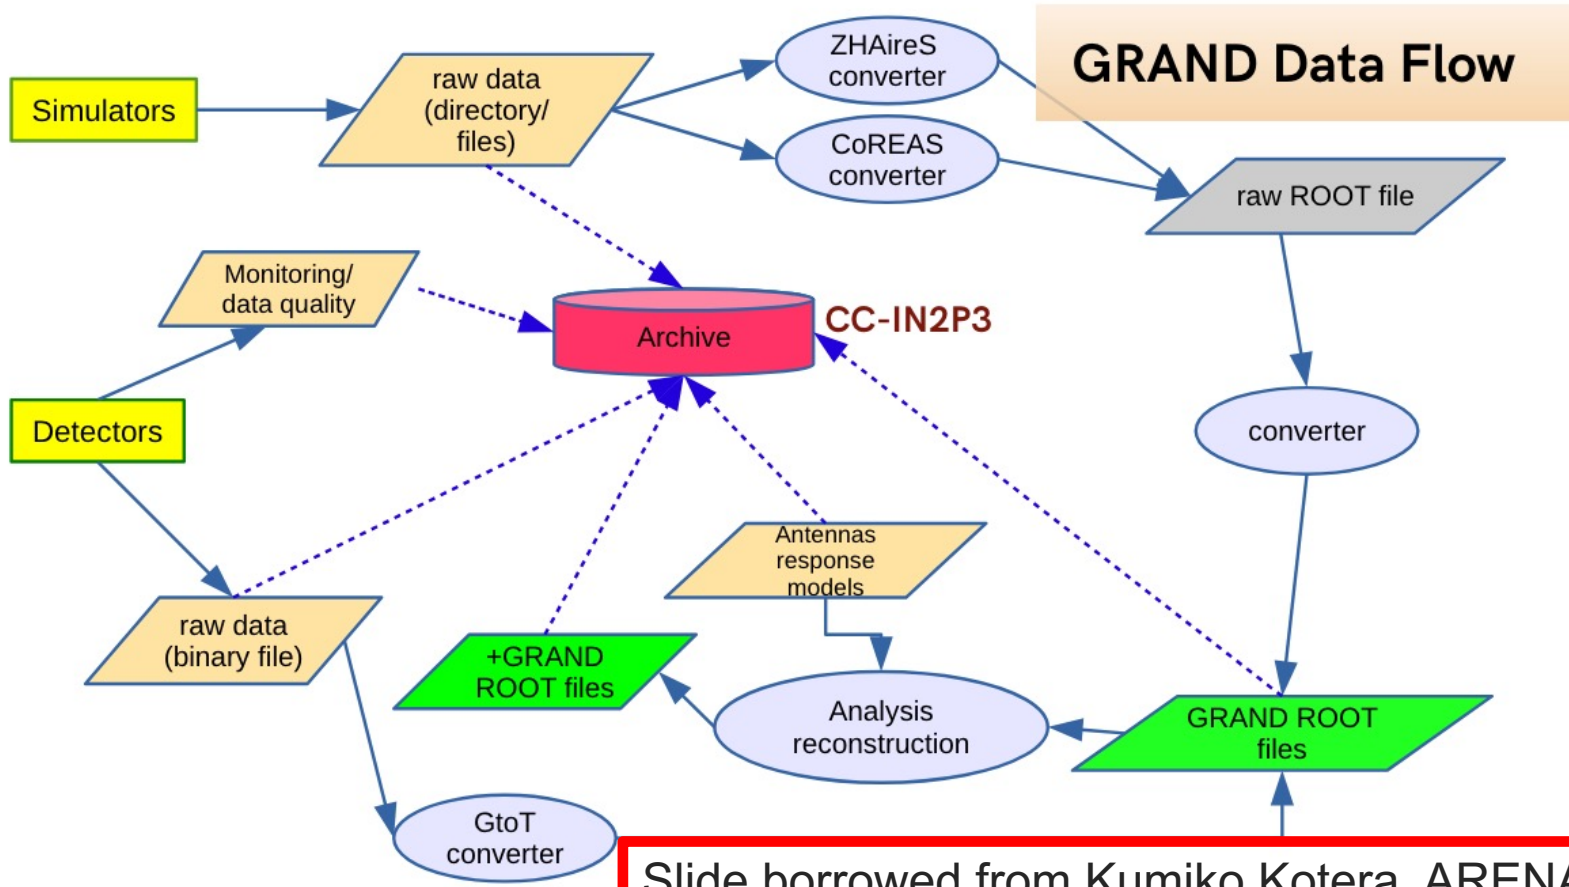 GRAND Data Flow
Simulators
raw data
(directory/
files)
ZHAireS
converter
CoREAS
converter
raw ROOT file
Monitoring/
data quality
Archive
CC-IN2P3
Detectors
converter
Antennas
response
models
raw data
(binary file)
+GRAND
ROOT files
Analysis
reconstruction
GRAND ROOT
files
GtoT
converter
Slide borrowed from Kumiko Kotera, ARENA